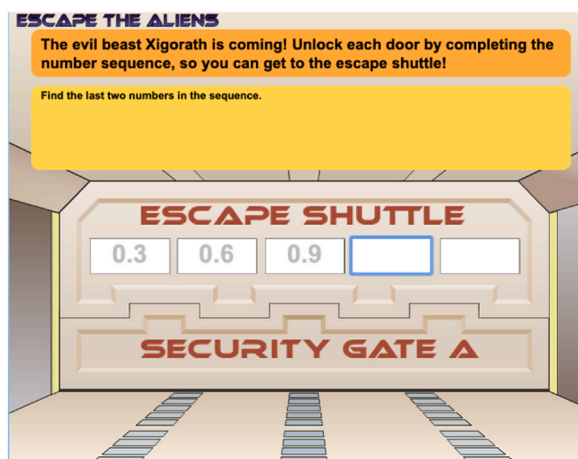 ESCAPE THE ALIENS
The evil beast Xigorath is coming! Unlock each door by completing the
number sequence, so you can get to the escape shuttle!
Find the last two numbers in the sequence.
ESCAPE SHUTTLE
0.3 0.6 0.9
SECURITY GATE A